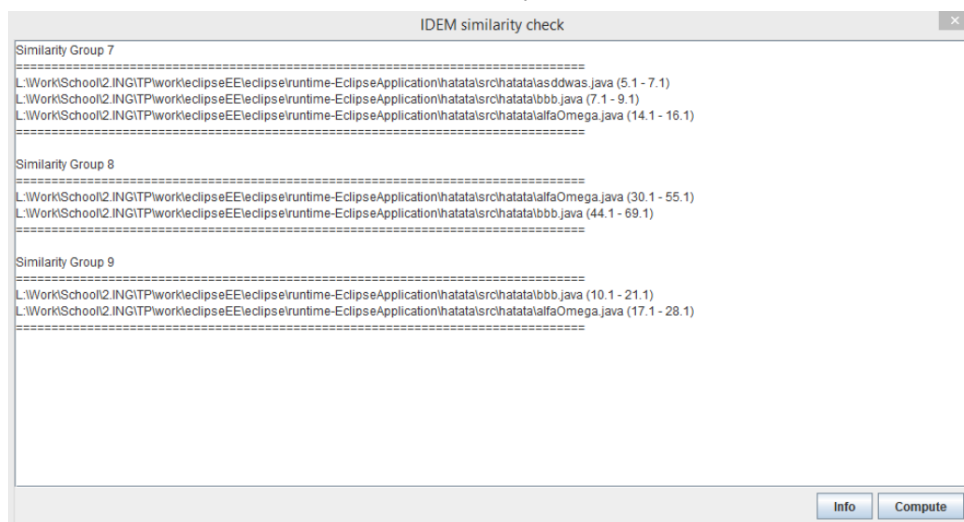 IDEM similarity check
Similarity Group 7
================================================================================
L:\Work\School\2.ING\TP\work\eclipseEE\eclipse\runtime-EclipseApplication\hatata\src\hatata\asddwas.java (5.1 - 7.1)
L:\Work\School\2.ING\TP\work\eclipseEE\eclipse\runtime-EclipseApplication\hatata\src\hatata\bbb.java (7.1 - 9.1)
L:\Work\School\2.ING\TP\work\eclipseEE\eclipse\runtime-EclipseApplication\hatata\src\hatata\alfaOmega.java (14.1 - 16.1)
================================================================================
Similarity Group 8
================================================================================
L:\Work\School\2.ING\TP\work\eclipseEE\eclipse\runtime-EclipseApplication\hatata\src\hatata\alfaOmega.java (30.1 - 55.1)
L:\Work\School\2.ING\TP\work\eclipseEE\eclipse\runtime-EclipseApplication\hatata\src\hatata\bbb.java (44.1 - 69.1)
================================================================================
Similarity Group 9
================================================================================
L:\Work\School\2.ING\TP\work\eclipseEE\eclipse\runtime-EclipseApplication\hatata\src\hatata\bbb.java (10.1 - 21.1)
L:\Work\School\2.ING\TP\work\eclipseEE\eclipse\runtime-EclipseApplication\hatata\src\hatata\alfaOmega.java (17.1 - 28.1)
================================================================================
Info Compute